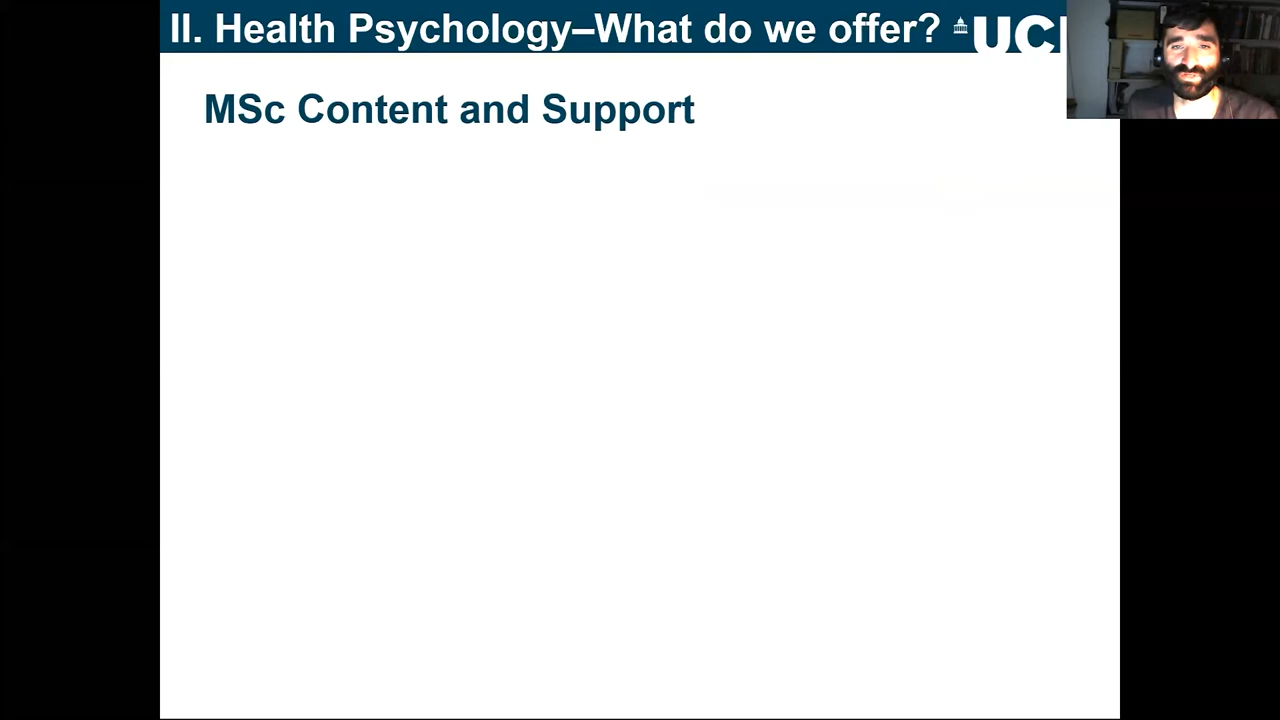 II. Health Psychology–What do we offer?
UCL
MSc Content and Support